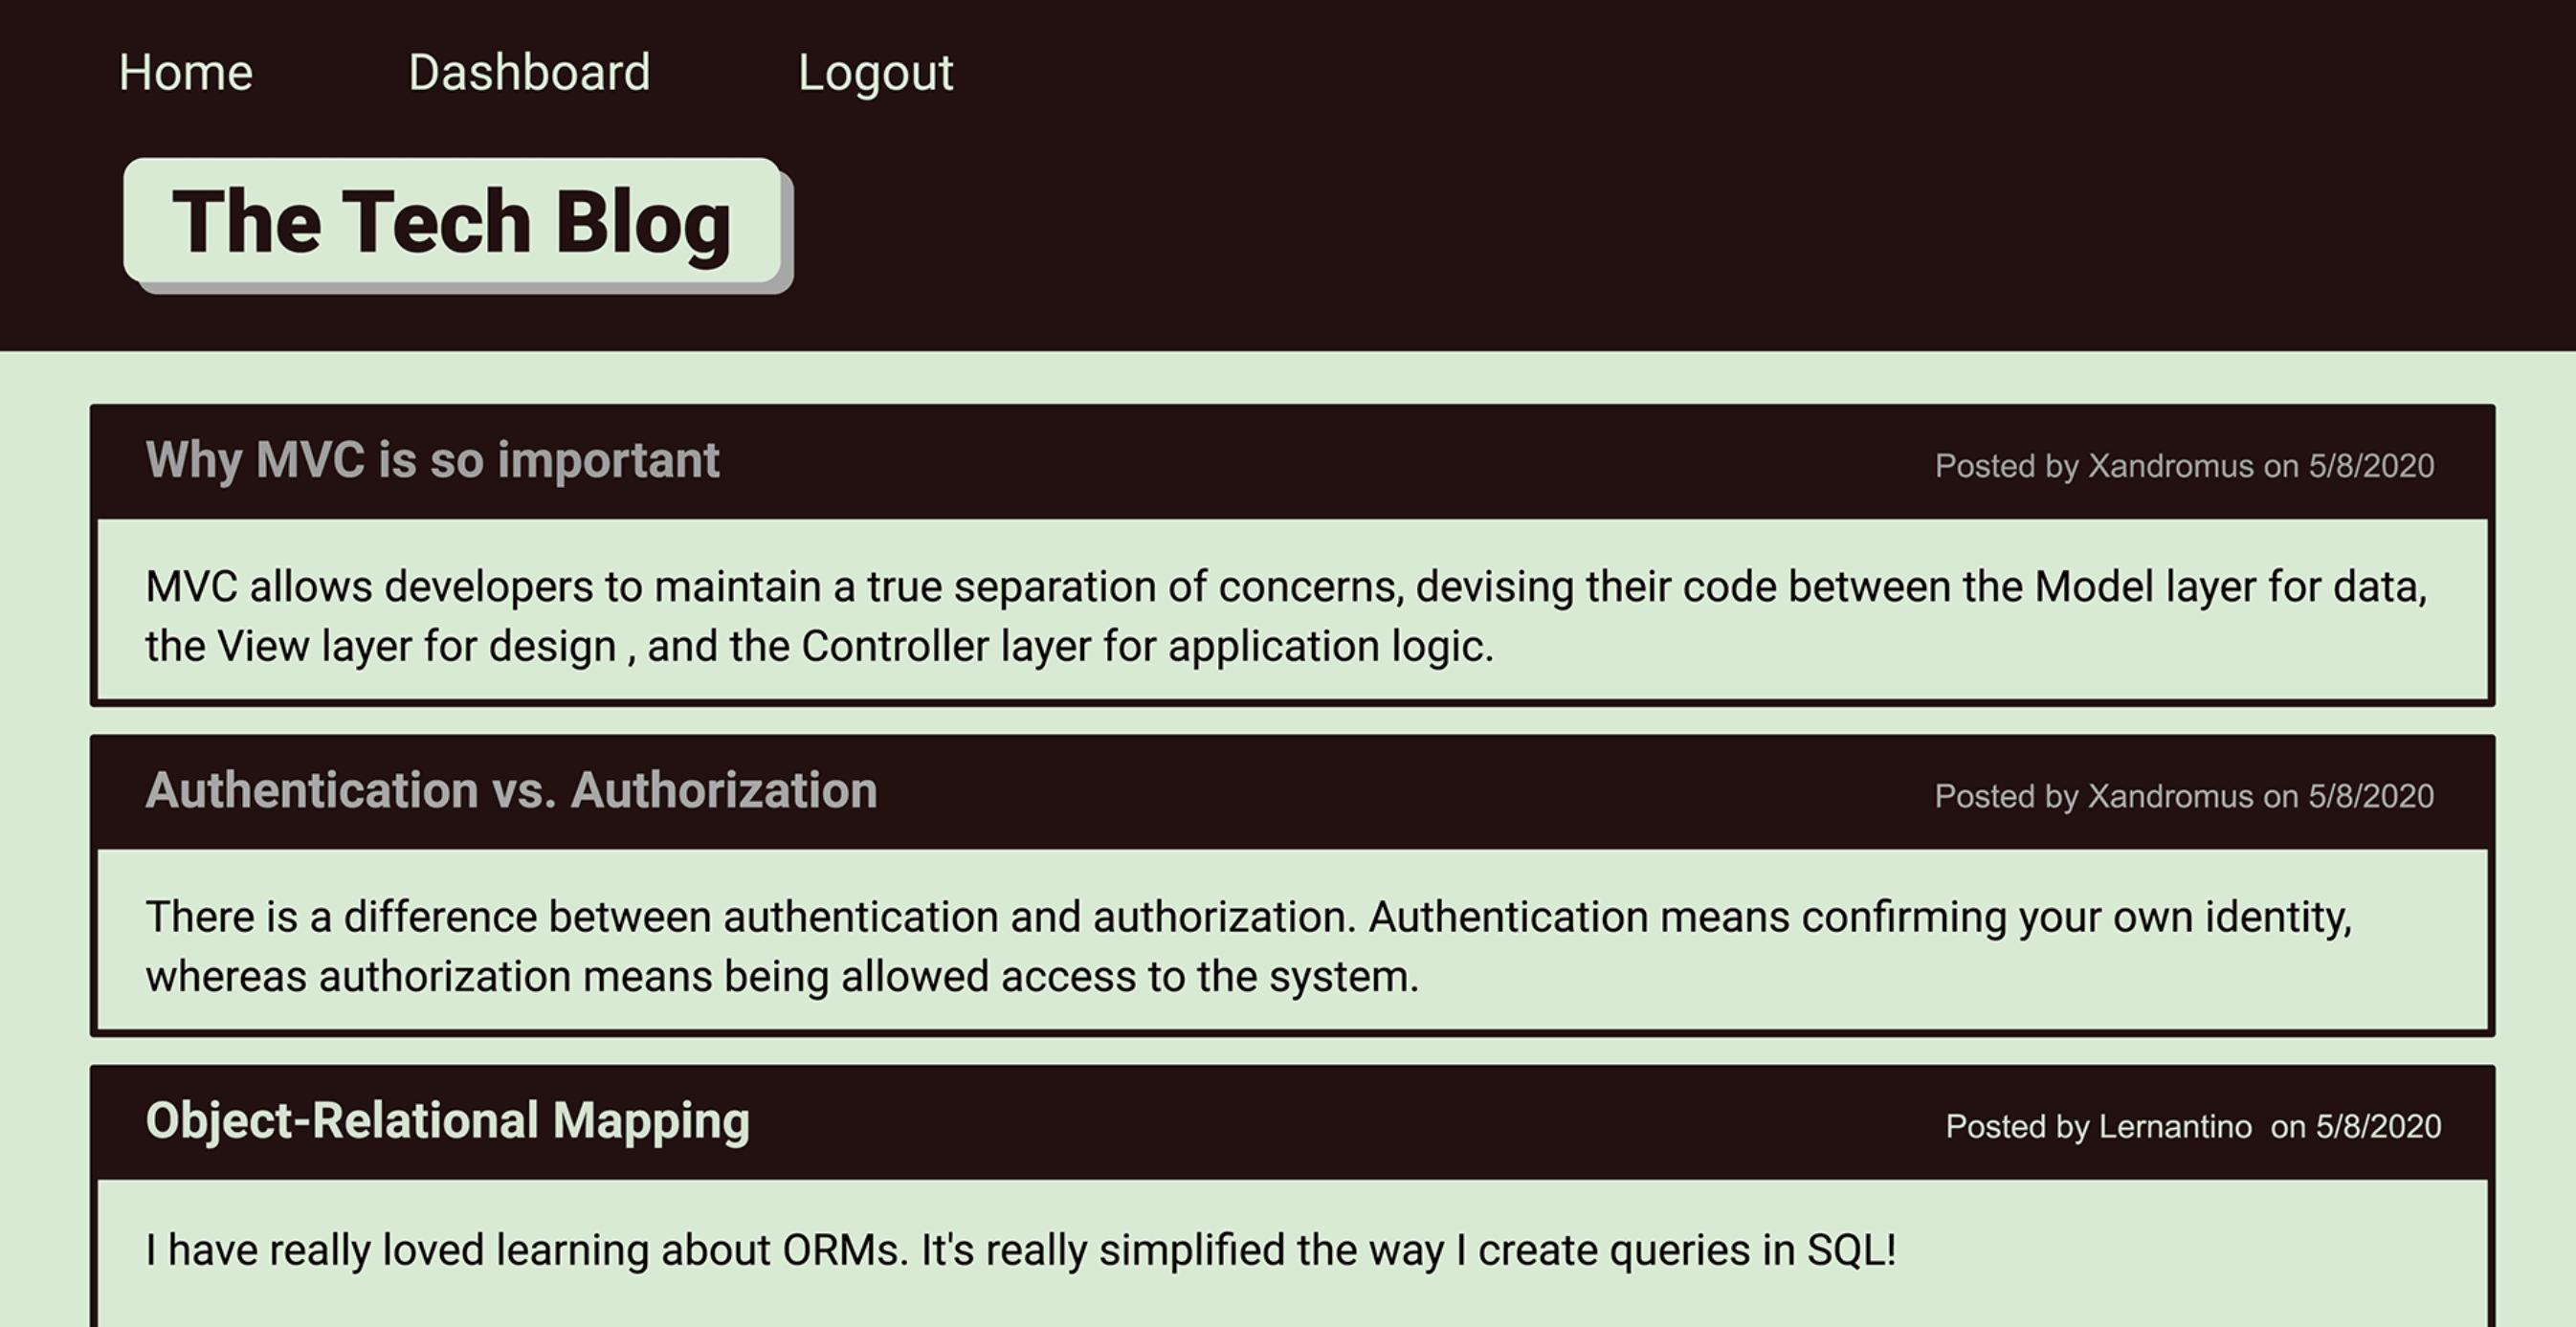 Home Dashboard Logout
The Tech Blog
Why MVC is so important Posted by Xandromus on 5/8/2020
MVC allows developers to maintain a true separation of concerns, devising their code between the Model layer for data,
the View layer for design , and the Controller layer for application logic.
Authentication vs. Authorization Posted by Xandromus on 5/8/2020
There is a difference between authentication and authorization. Authentication means confirming your own identity,
whereas authorization means being allowed access to the system.
Object-Relational Mapping Posted by Lernantino  on 5/8/2020
I have really loved learning about ORMs. It's really simplified the way I create queries in SQL!